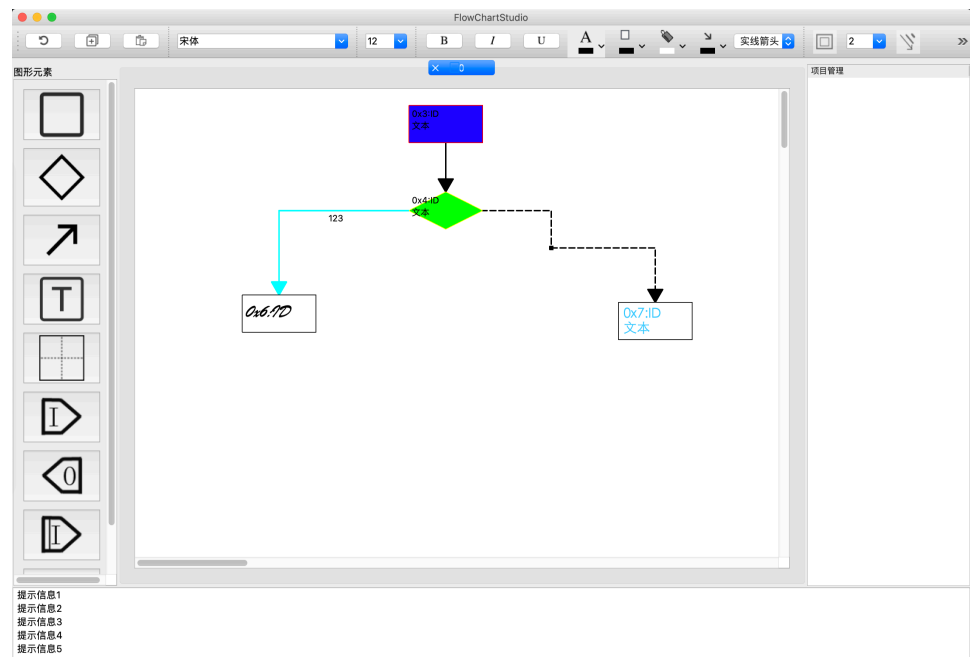 FlowChartStudio
宋体
12
B
I
U
A
实线箭头
2
»
图形元素
0
项目管理
0x3:ID
文本
0x4:ID
文本
123
0x6:ID
0x7:ID
文本
T
I
0
I
提示信息1
提示信息2
提示信息3
提示信息4
提示信息5